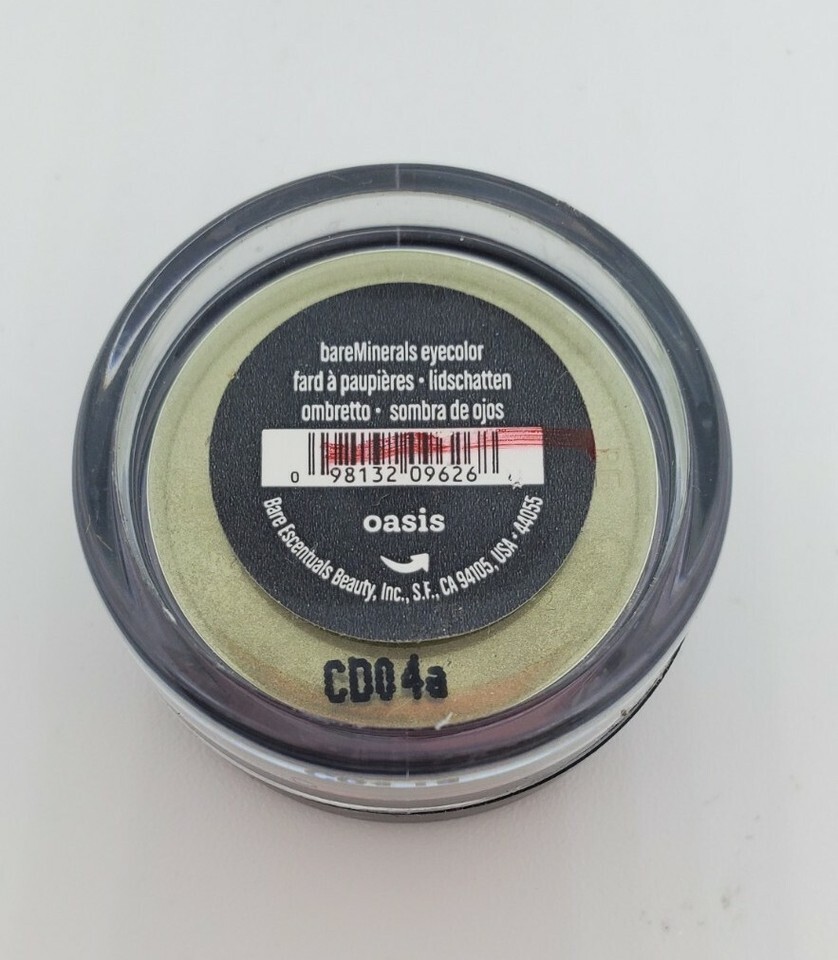 bareMinerals eyecolor
fard à paupières • lidschatten
ombretto • sombra de ojos
0 98132 09626
oasis
Bare Escentuals Beauty, Inc., S.F., CA 94105, USA • 44055
CD04a